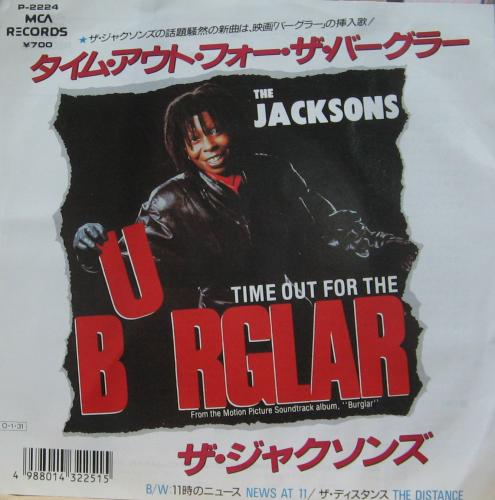 P-2224
MCA
RECORDS
¥700
★ザ・ジャクソンズの話題騒然の新曲は、映画「バーグラー」の挿入歌!
タイム・アウト・フォー・ザ・バーグラー
THE
JACKSONS
TIME OUT FOR THE
BURGLAR
From the Motion Picture Soundtrack album, "Burglar"
O-1・31
ザ・ジャクソンズ
4 988014 322515
B/W:11時のニュース NEWS AT 11/ザ・ディスタンス THE DISTANCE